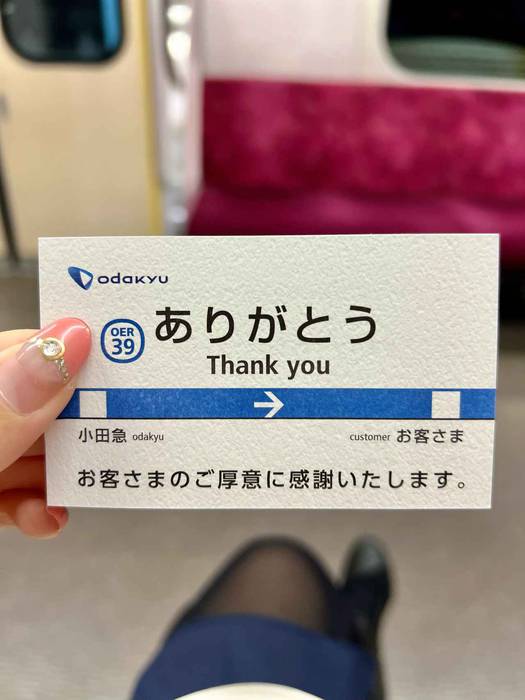 odakyu
OER
39
ありがとう
Thank you
小田急 odakyu
customer お客さま
お客さまのご厚意に感謝いたします。